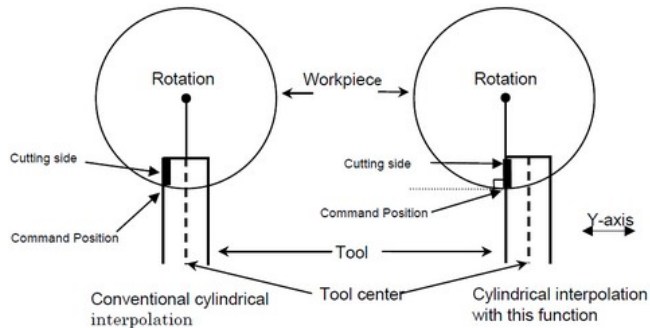 Rotation
Workpiece
Rotation
Cutting side
Cutting side
Command Position
Command Position
Y-axis
Tool
Tool center
Conventional cylindrical
interpolation
Cylindrical interpolation
with this function